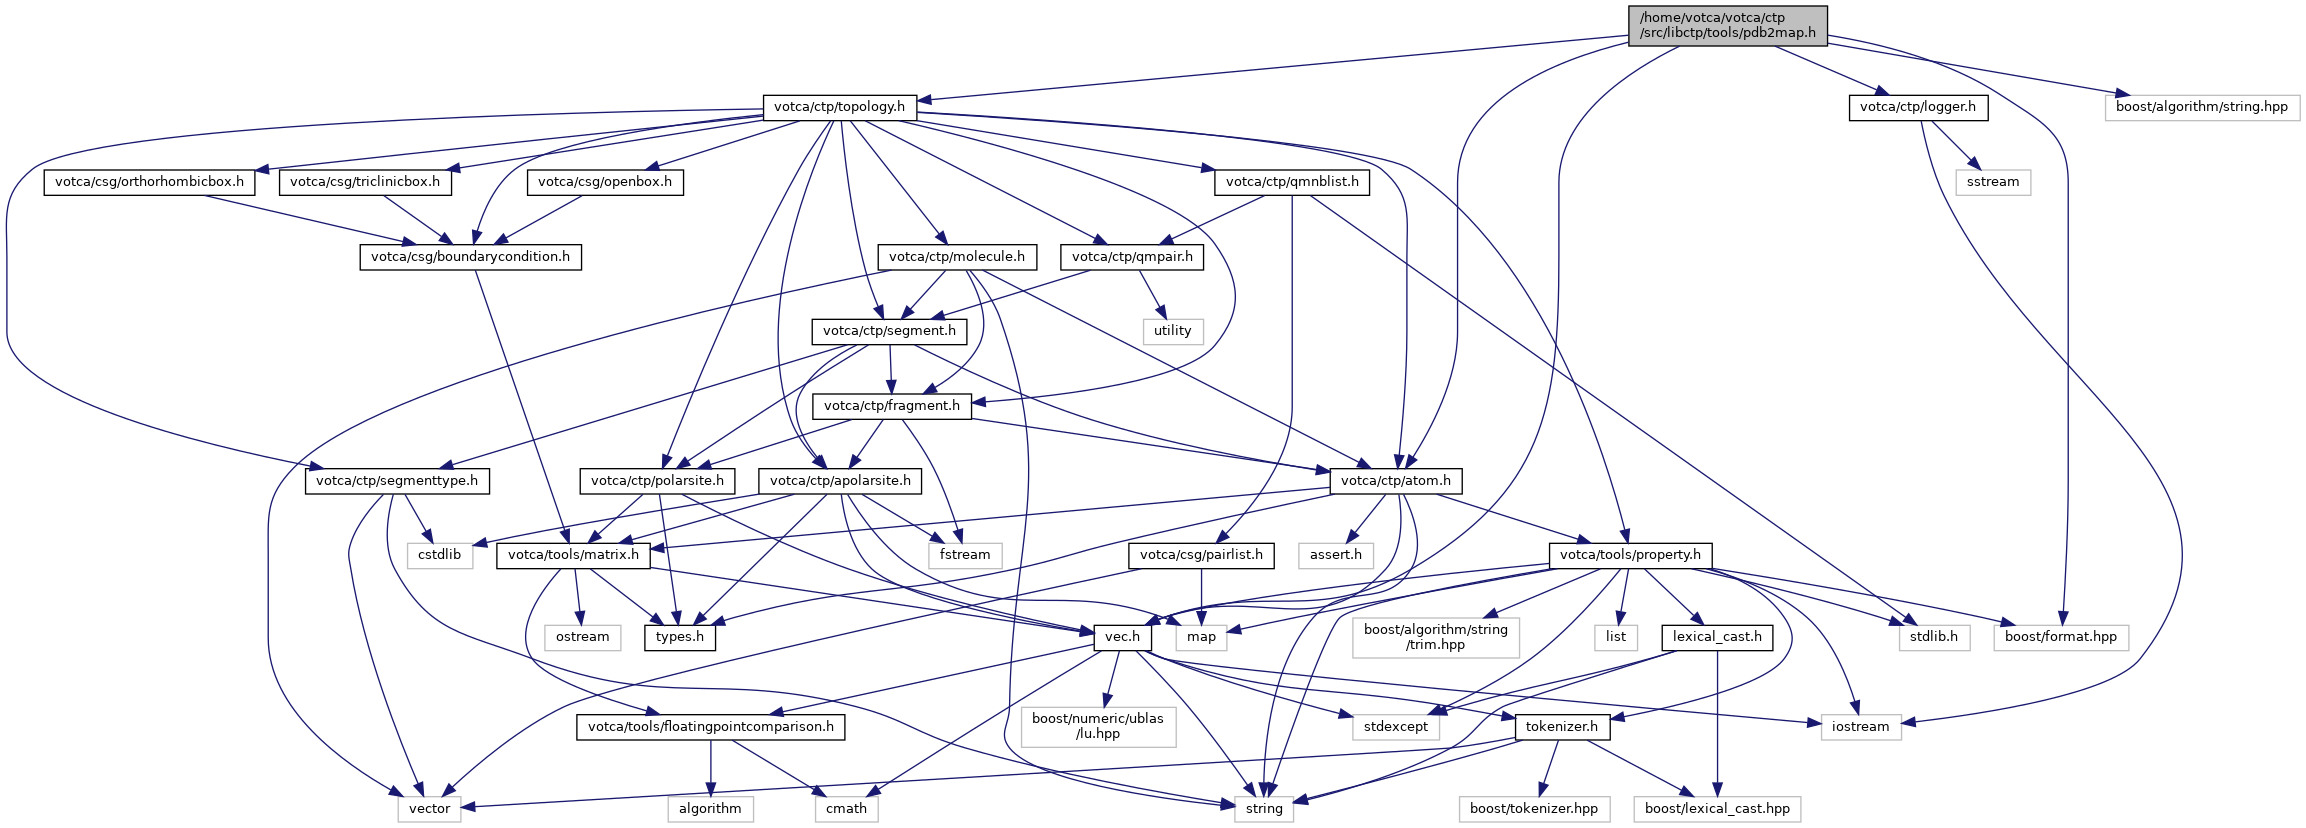 /home/votca/votca/ctp
/src/libctp/tools/pdb2map.h
votca/ctp/topology.h
votca/ctp/logger.h
boost/algorithm/string.hpp
votca/csg/orthorhombicbox.h
votca/csg/triclinicbox.h
votca/csg/openbox.h
votca/ctp/qmnblist.h
sstream
votca/csg/boundarycondition.h
votca/ctp/molecule.h
votca/ctp/qmpair.h
votca/ctp/segment.h
utility
votca/ctp/fragment.h
votca/ctp/segmenttype.h
votca/ctp/polarsite.h
votca/ctp/apolarsite.h
votca/ctp/atom.h
cstdlib
votca/tools/matrix.h
fstream
votca/csg/pairlist.h
assert.h
votca/tools/property.h
ostream
types.h
vec.h
map
boost/algorithm/string
/trim.hpp
list
lexical_cast.h
stdlib.h
boost/format.hpp
votca/tools/floatingpointcomparison.h
boost/numeric/ublas
/lu.hpp
stdexcept
tokenizer.h
iostream
vector
algorithm
cmath
string
boost/tokenizer.hpp
boost/lexical_cast.hpp